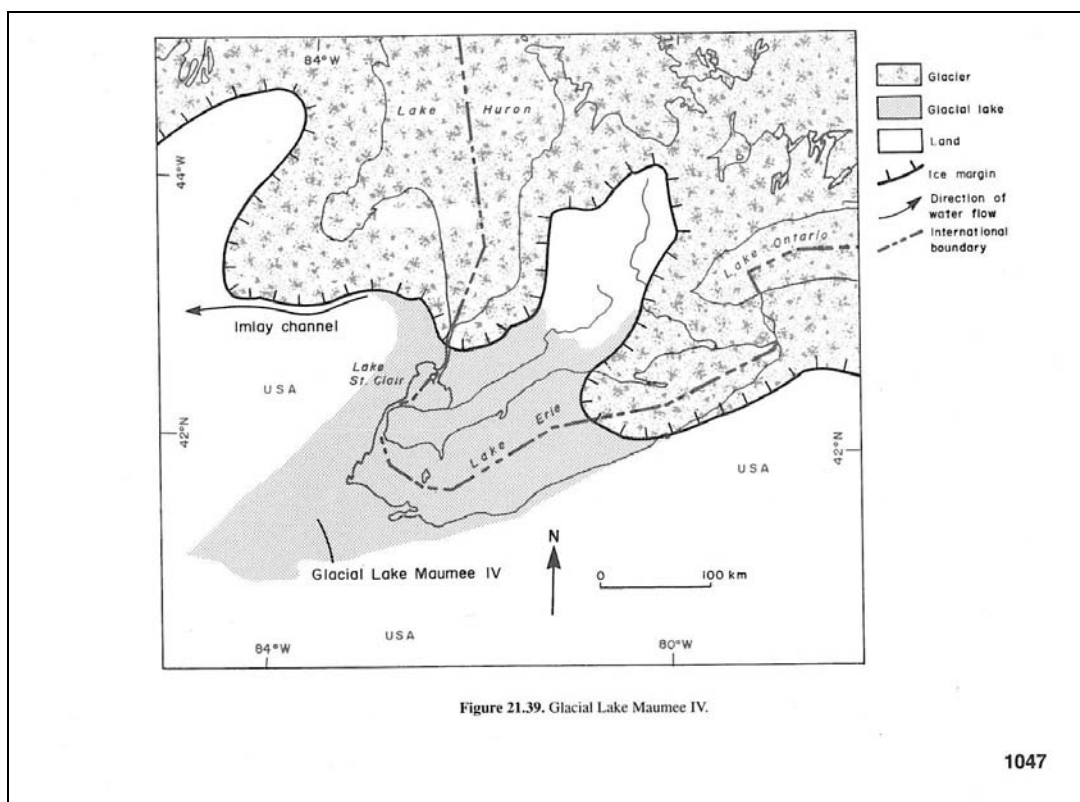 84°W
Lake Huron
44°W
Lake Ontario
Imlay channel
Lake
St. Clair
USA
42°N
Lake Erie
42°N
USA
N
0 100 km
Glacial Lake Maumee IV
USA
84°W
80°W
Glacier
Glacial lake
Land
Ice margin
Direction of
water flow
International
boundary
Figure 21.39. Glacial Lake Maumee IV.
1047